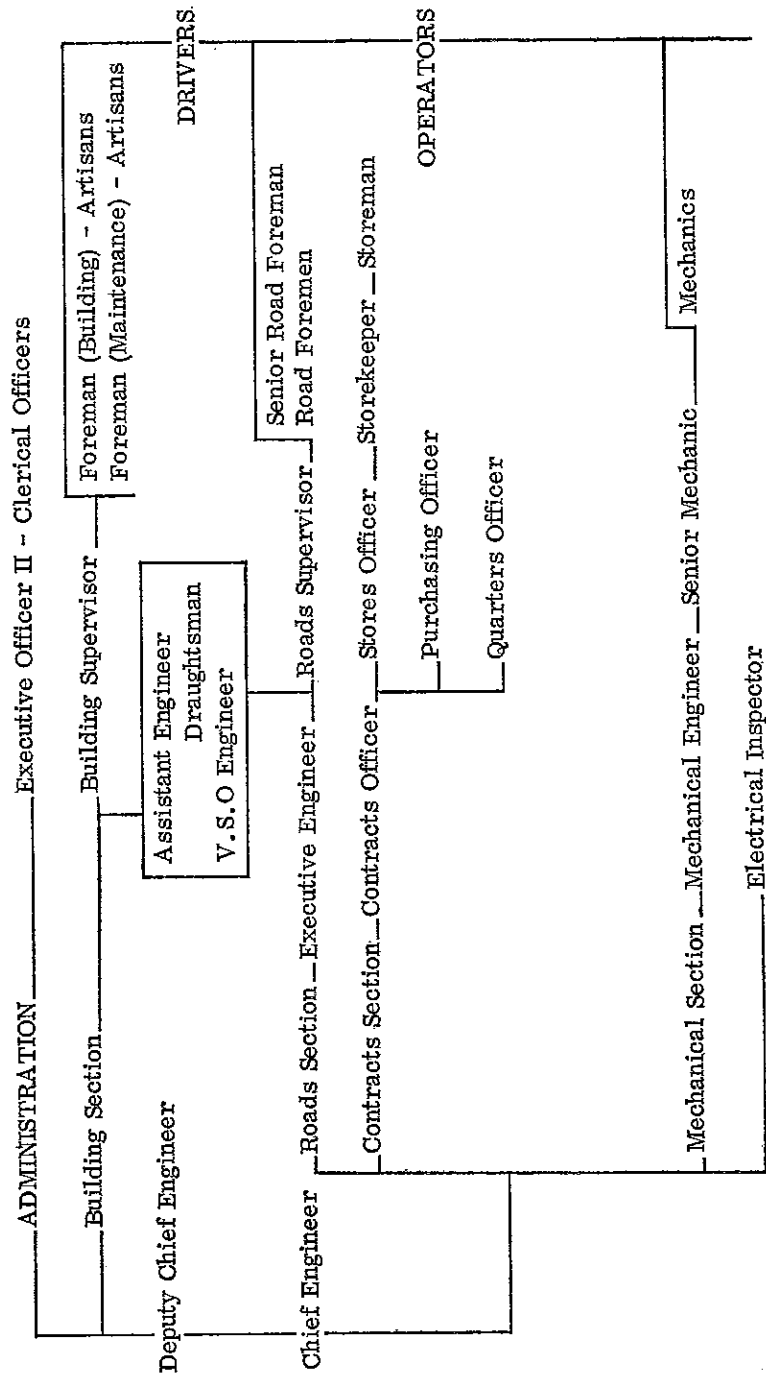 ADMINISTRATION
Executive Officer II - Clerical Officers
Building Section
Building Supervisor
Foreman (Building) - Artisans
Foreman (Maintenance) - Artisans
Deputy Chief Engineer
Assistant Engineer
Draughtsman
V.S.O Engineer
DRIVERS.
Chief Engineer
Roads Section
Executive Engineer
Roads Supervisor
Senior Road Foreman
Road Foremen
Contracts Section
Contracts Officer
Stores Officer
Storekeeper
Storeman
Purchasing Officer
Quarters Officer
OPERATORS
Mechanical Section
Mechanical Engineer
Senior Mechanic
Mechanics
Electrical Inspector